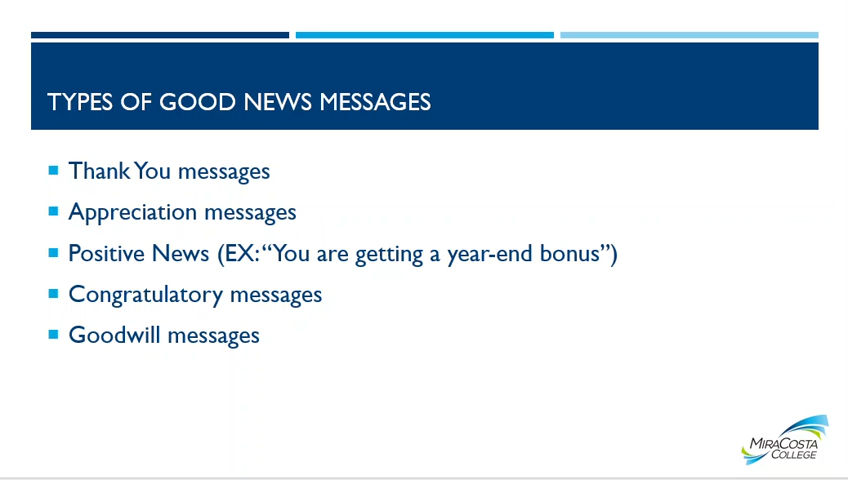 TYPES OF GOOD NEWS MESSAGES
Thank You messages
Appreciation messages
Positive News (EX: “You are getting a year-end bonus”)
Congratulatory messages
Goodwill messages
MIRACOSTA
COLLEGE